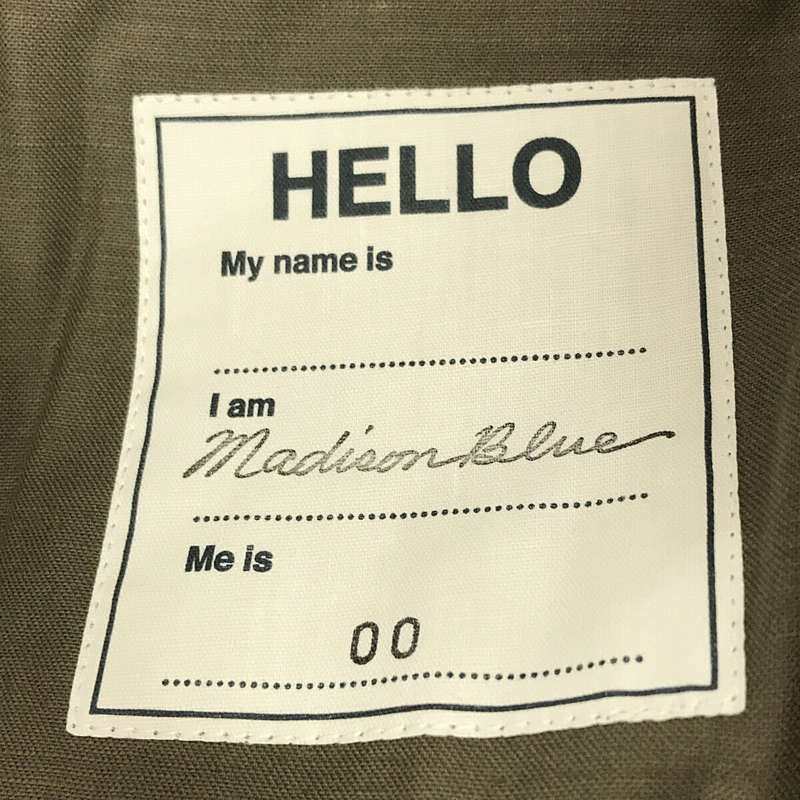 HELLO
My name is
I am
Madison Blue
Me is
00